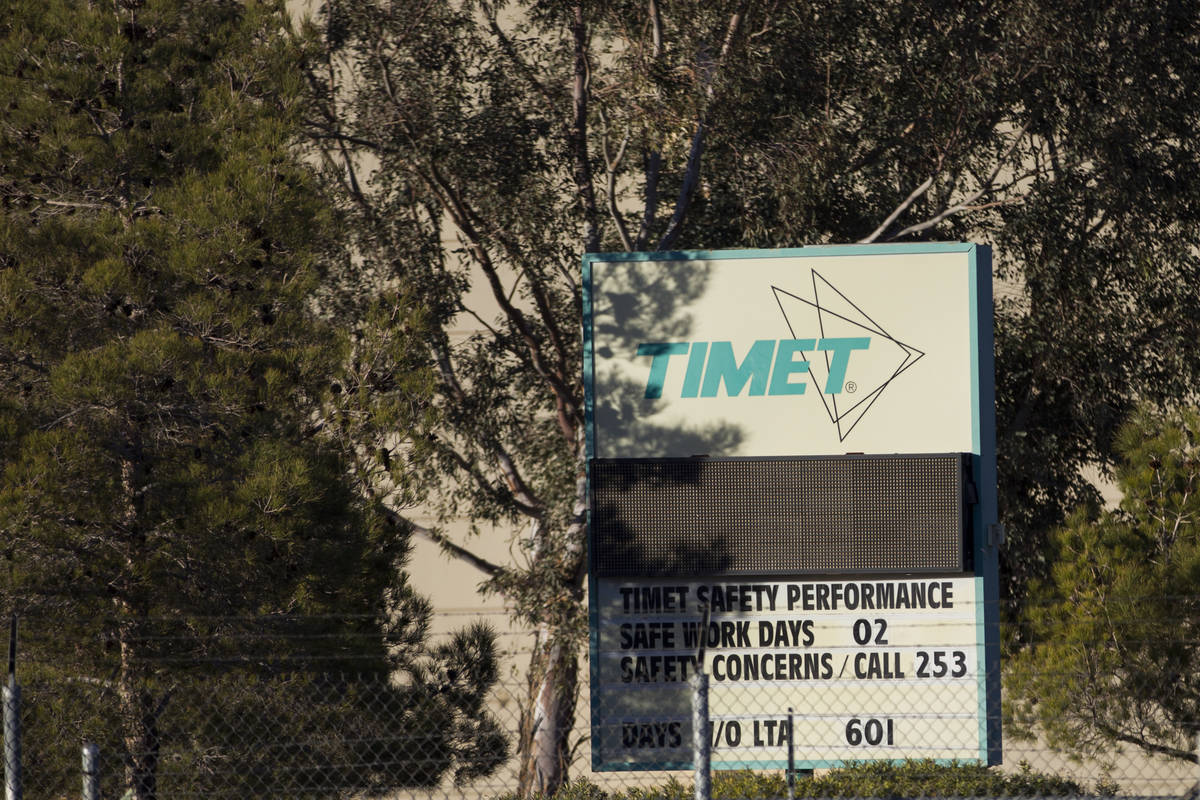 TIMET®
TIMET SAFETY PERFORMANCE
SAFE WORK DAYS 02
SAFETY CONCERNS / CALL 253
DAYS W/O LTA 601